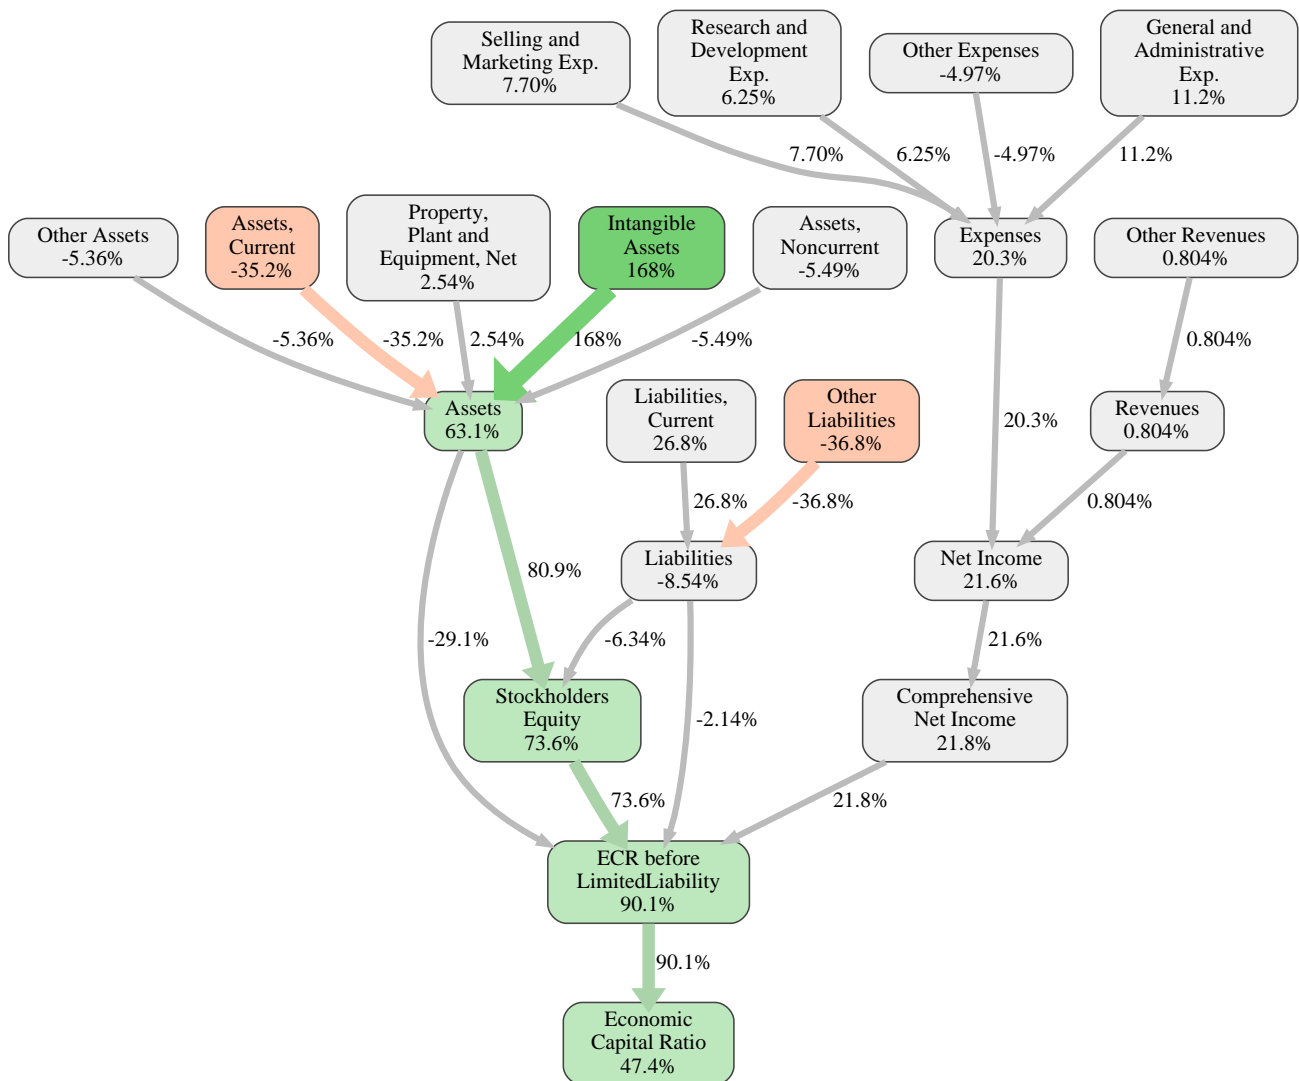 Selling and
Marketing Exp.
7.70%
Research and
Development
Exp.
6.25%
Other Expenses
-4.97%
General and
Administrative
Exp.
11.2%
7.70%
6.25%
-4.97%
11.2%
Other Assets
-5.36%
Assets,
Current
-35.2%
Property,
Plant and
Equipment, Net
2.54%
Intangible
Assets
168%
Assets,
Noncurrent
-5.49%
Expenses
20.3%
Other Revenues
0.804%
-5.36%
-35.2%
2.54%
168%
-5.49%
0.804%
Assets
63.1%
Liabilities,
Current
26.8%
Other
Liabilities
-36.8%
20.3%
Revenues
0.804%
26.8%
-36.8%
0.804%
80.9%
Liabilities
-8.54%
Net Income
21.6%
-29.1%
-6.34%
21.6%
Stockholders
Equity
73.6%
-2.14%
Comprehensive
Net Income
21.8%
73.6%
21.8%
ECR before
LimitedLiability
90.1%
90.1%
Economic
Capital Ratio
47.4%